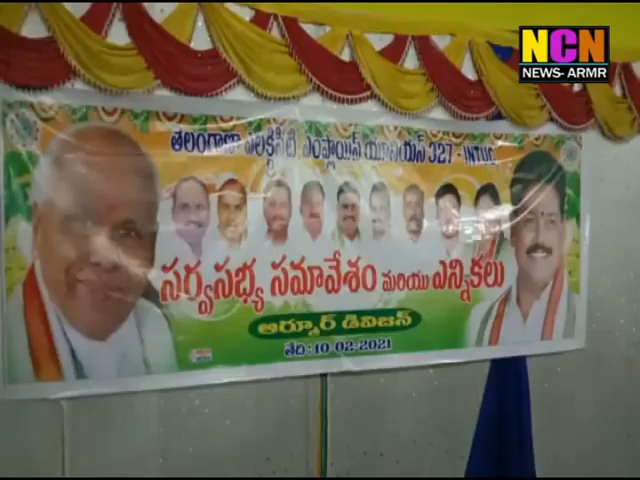 NCN
NEWS-ARMR
తెలంగాణా ఎలక్ట్రిసిటీ ఎంప్లాయిస్ యూనియన్ 327 - INTUC
సర్వసభ్య సమావేశం మరియు ఎన్నికలు
ఆర్మూర్ డివిజన్
తేది : 10-02-2021